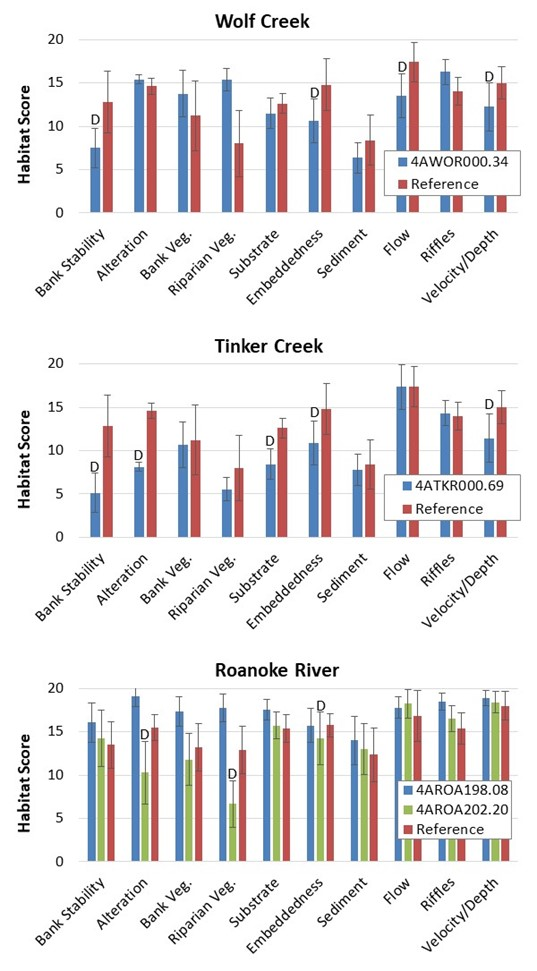 Wolf Creek
Habitat Score
20
15
10
5
0
D
D
D
D
4AWOR000.34
Reference
Bank Stability
Alteration
Bank Veg.
Riparian Veg.
Substrate
Embeddedness
Sediment
Flow
Riffles
Velocity/Depth
Tinker Creek
Habitat Score
20
15
10
5
0
D
D
D
D
D
4ATKR000.69
Reference
Bank Stability
Alteration
Bank Veg.
Riparian Veg.
Substrate
Embeddedness
Sediment
Flow
Riffles
Velocity/Depth
Roanoke River
Habitat Score
20
15
10
5
0
D
D
D
4AROA198.08
4AROA202.20
Reference
Bank Stability
Alteration
Bank Veg.
Riparian Veg.
Substrate
Embeddedness
Sediment
Flow
Riffles
Velocity/Depth